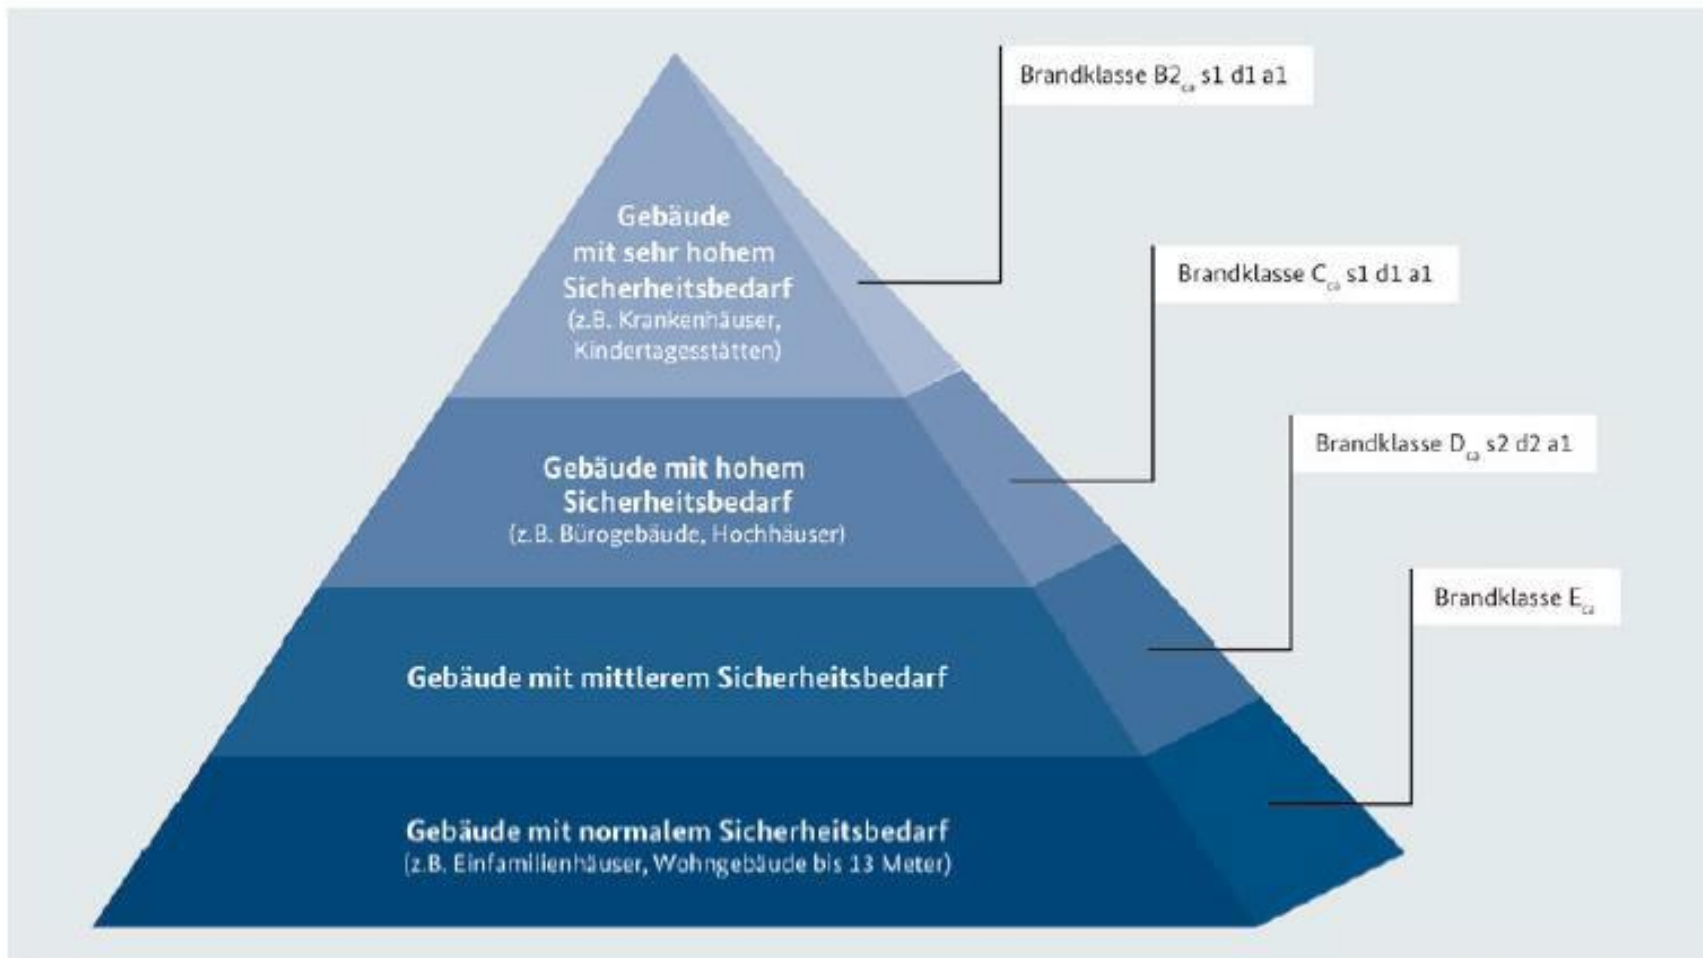 Brandklasse B2ca s1 d1 a1
Gebäude
mit sehr hohem
Sicherheitsbedarf
(z.B. Krankenhäuser,
Kindertagesstätten)
Brandklasse Cca s1 d1 a1
Gebäude mit hohem
Sicherheitsbedarf
(z.B. Bürogebäude, Hochhäuser)
Brandklasse Dca s2 d2 a1
Gebäude mit mittlerem Sicherheitsbedarf
Brandklasse Eca
Gebäude mit normalem Sicherheitsbedarf
(z.B. Einfamilienhäuser, Wohngebäude bis 13 Meter)